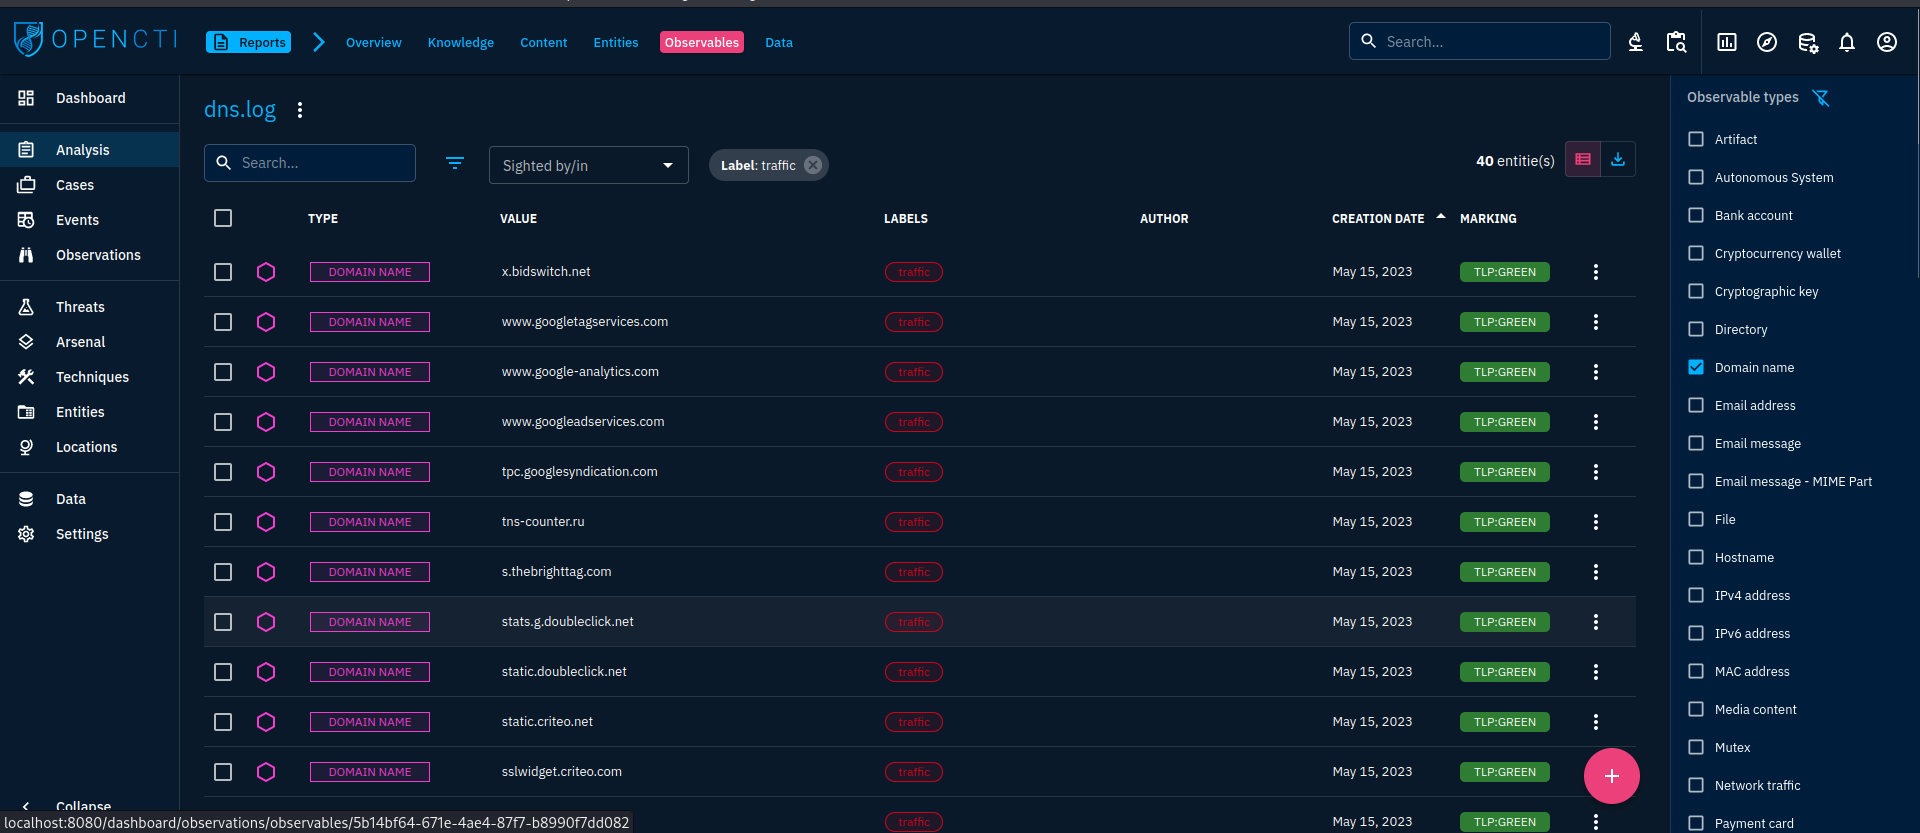 OPENCTI
Reports
Overview
Knowledge
Content
Entities
Observables
Data
Search...
Dashboard
Analysis
Cases
Events
Observations
Threats
Arsenal
Techniques
Entities
Locations
Data
Settings
Collapse
dns.log
Search...
Sighted by/in
Label: traffic
40 entitie(s)
TYPE VALUE LABELS AUTHOR CREATION DATE MARKING
DOMAIN NAME x.bidswitch.net traffic May 15, 2023 TLP:GREEN
DOMAIN NAME www.googletagservices.com traffic May 15, 2023 TLP:GREEN
DOMAIN NAME www.google-analytics.com traffic May 15, 2023 TLP:GREEN
DOMAIN NAME www.googleadservices.com traffic May 15, 2023 TLP:GREEN
DOMAIN NAME tpc.googlesyndication.com traffic May 15, 2023 TLP:GREEN
DOMAIN NAME tns-counter.ru traffic May 15, 2023 TLP:GREEN
DOMAIN NAME s.thebrighttag.com traffic May 15, 2023 TLP:GREEN
DOMAIN NAME stats.g.doubleclick.net traffic May 15, 2023 TLP:GREEN
DOMAIN NAME static.doubleclick.net traffic May 15, 2023 TLP:GREEN
DOMAIN NAME static.criteo.net traffic May 15, 2023 TLP:GREEN
DOMAIN NAME sslwidget.criteo.com traffic May 15, 2023 TLP:GREEN
traffic May 15, 2023 TLP:GREEN
Observable types
Artifact
Autonomous System
Bank account
Cryptocurrency wallet
Cryptographic key
Directory
Domain name
Email address
Email message
Email message - MIME Part
File
Hostname
IPv4 address
IPv6 address
MAC address
Media content
Mutex
Network traffic
Payment card
localhost:8080/dashboard/observations/observables/5b14bf64-671e-4ae4-87f7-b8990f7dd082